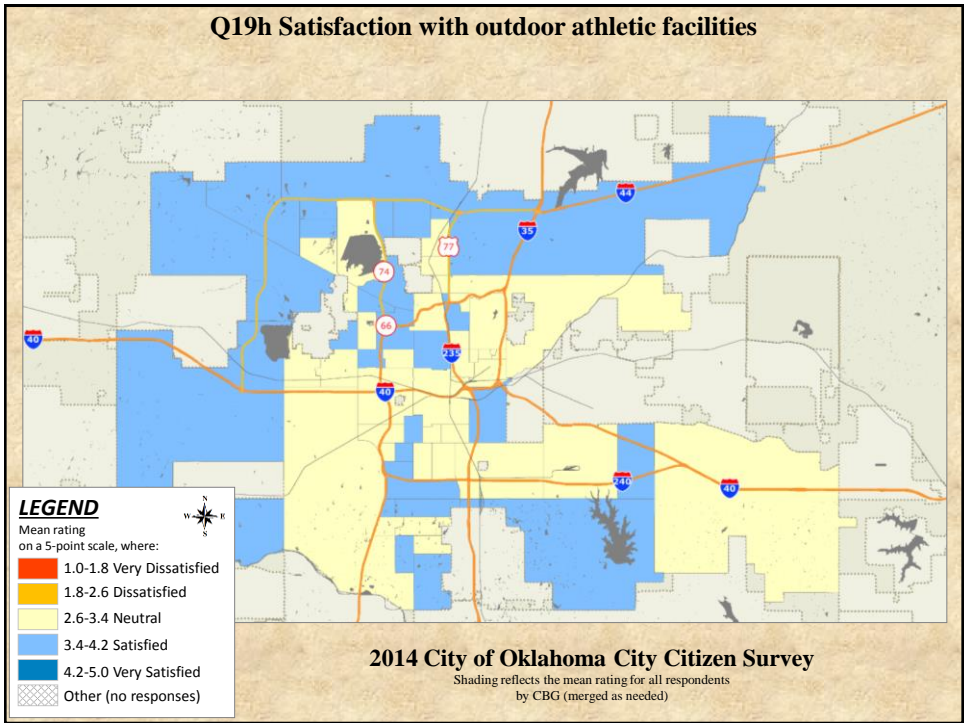 Q19h Satisfaction with outdoor athletic facilities
44
35
77
74
66
40
235
40
240
40
LEGEND
Mean rating
on a 5-point scale, where:
N
W E
S
1.0-1.8 Very Dissatisfied
1.8-2.6 Dissatisfied
2.6-3.4 Neutral
3.4-4.2 Satisfied
4.2-5.0 Very Satisfied
Other (no responses)
2014 City of Oklahoma City Citizen Survey
Shading reflects the mean rating for all respondents
by CBG (merged as needed)